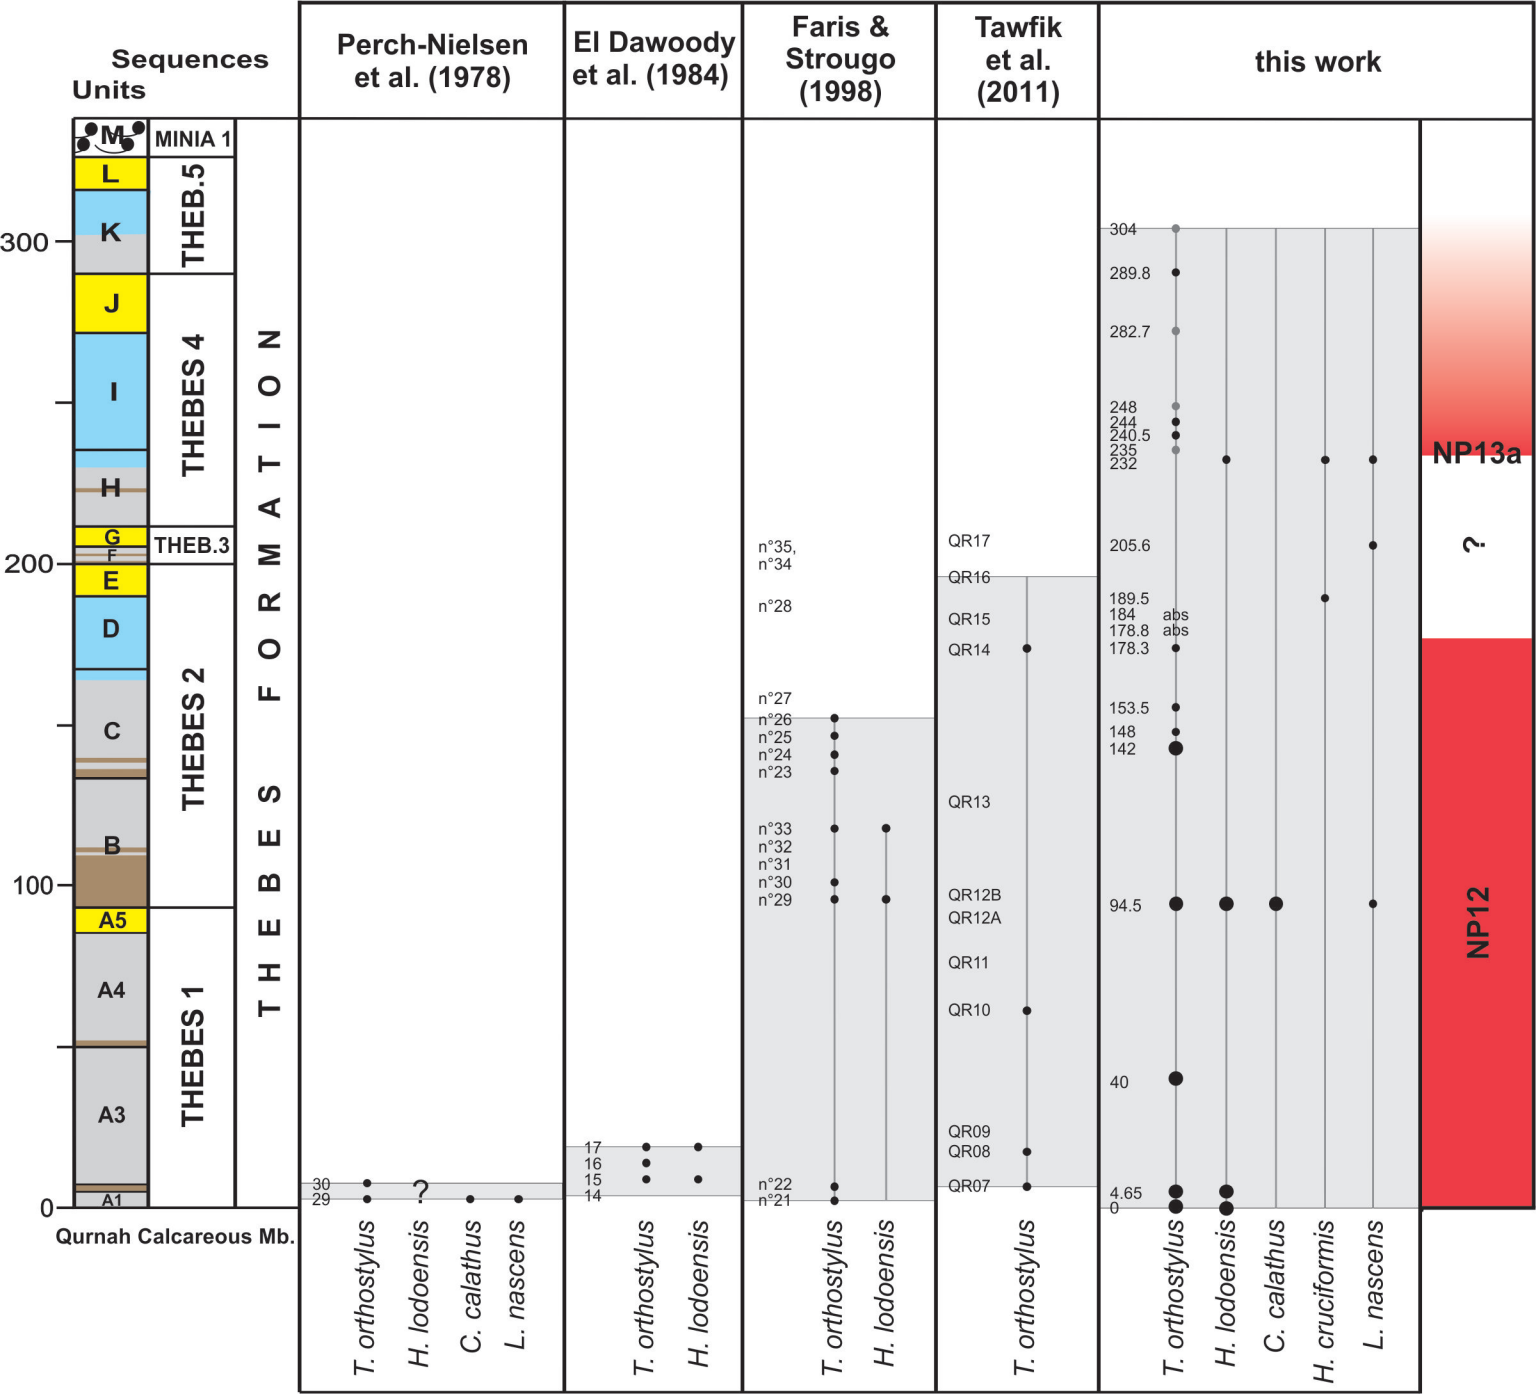 Sequences
Units
Perch-Nielsen
et al. (1978)
El Dawoody
et al. (1984)
Faris &
Strougo
(1998)
Tawfik
et al.
(2011)
this work
M
MINIA 1
L
K
THEB.5
300
J
I
H
THEBES 4
G
F
THEB.3
200
E
D
C
B
THEBES 2
100
A5
A4
A3
A1
THEBES 1
0
THEBES FORMATION
Qurnah Calcareous Mb.
30
29
?
T. orthostylus
H. lodoensis
C. calathus
L. nascens
17
16
15
14
T. orthostylus
H. lodoensis
n°35,
n°34
n°28
n°27
n°26
n°25
n°24
n°23
n°33
n°32
n°31
n°30
n°29
n°22
n°21
T. orthostylus
H. lodoensis
QR17
QR16
QR15
QR14
QR13
QR12B
QR12A
QR11
QR10
QR09
QR08
QR07
T. orthostylus
304
289.8
282.7
248
244
240.5
235
232
205.6
189.5
184 abs
178.8 abs
178.3
153.5
148
142
94.5
40
4.65
0
T. orthostylus
H. lodoensis
C. calathus
H. cruciformis
L. nascens
NP13a
?
NP12